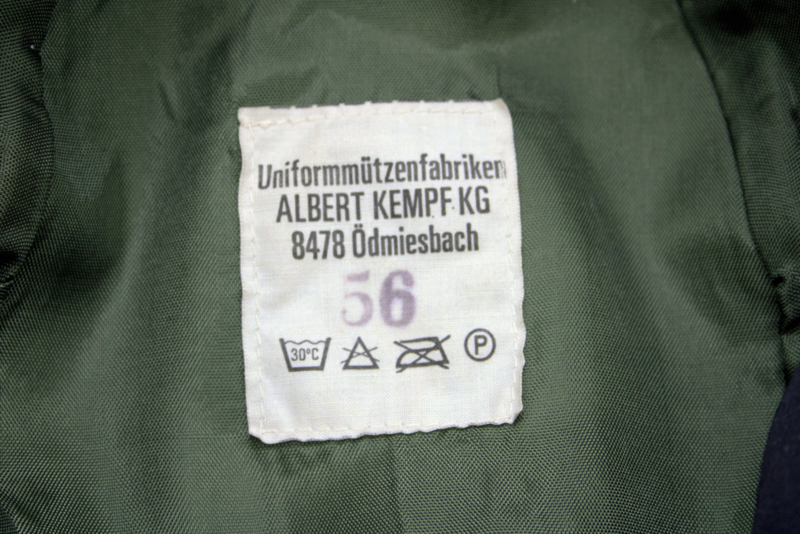 Uniformmützenfabriken
ALBERT KEMPF KG
8478 Ödmiesbach
56
30°C P